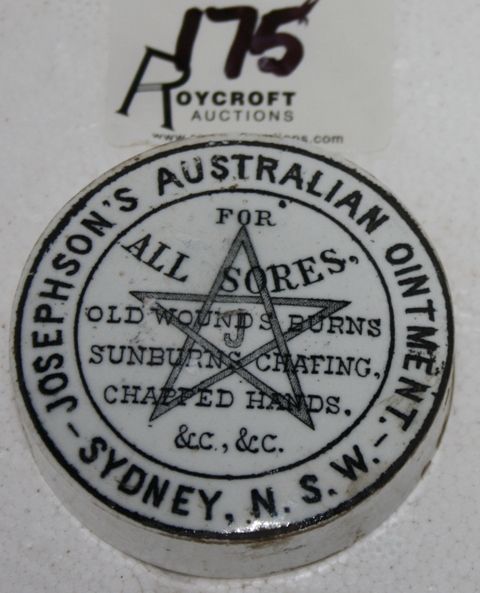 175
ROYCROFT
AUCTIONS
JOSEPHSON'S AUSTRALIAN OINTMENT.
FOR
ALL SORES,
OLD WOUNDS BURNS
J
SUNBURNS CHAFING,
CHAPPED HANDS.
&C., &C.
- SYDNEY, N. S. W. -